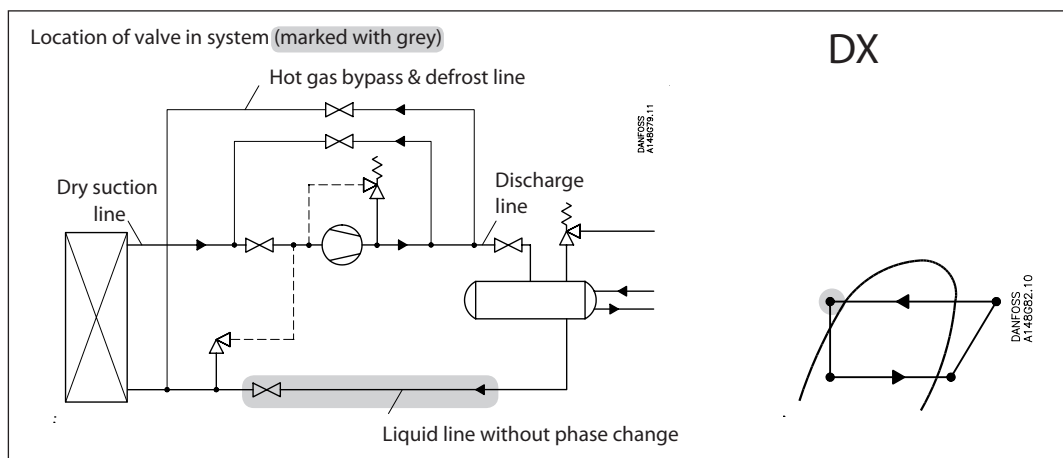 Location of valve in system (marked with grey)
DX
Hot gas bypass & defrost line
DANFOSS
A148G79.11
Dry suction
line
Discharge
line
DANFOSS
A148G82.10
Liquid line without phase change